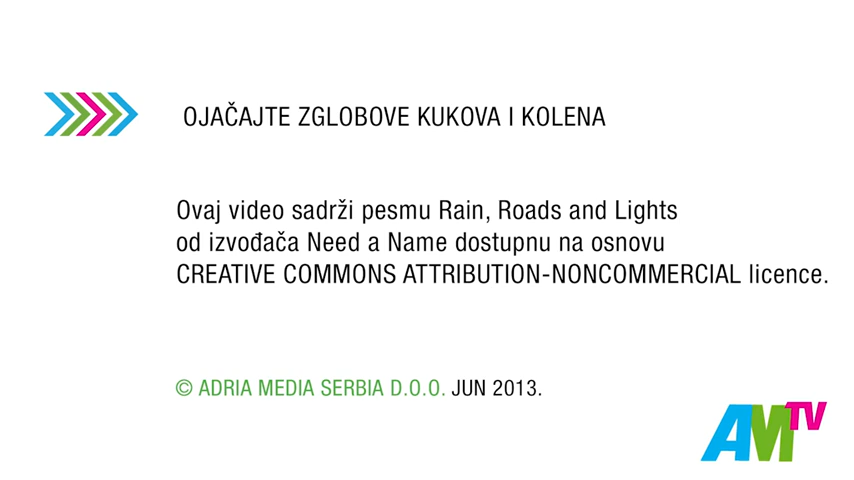 OJAČAJTE ZGLOBOVE KUKOVA I KOLENA
Ovaj video sadrži pesmu Rain, Roads and Lights
od izvođača Need a Name dostupnu na osnovu
CREATIVE COMMONS ATTRIBUTION-NONCOMMERCIAL licence.
© ADRIA MEDIA SERBIA D.O.O. JUN 2013.
AMTV